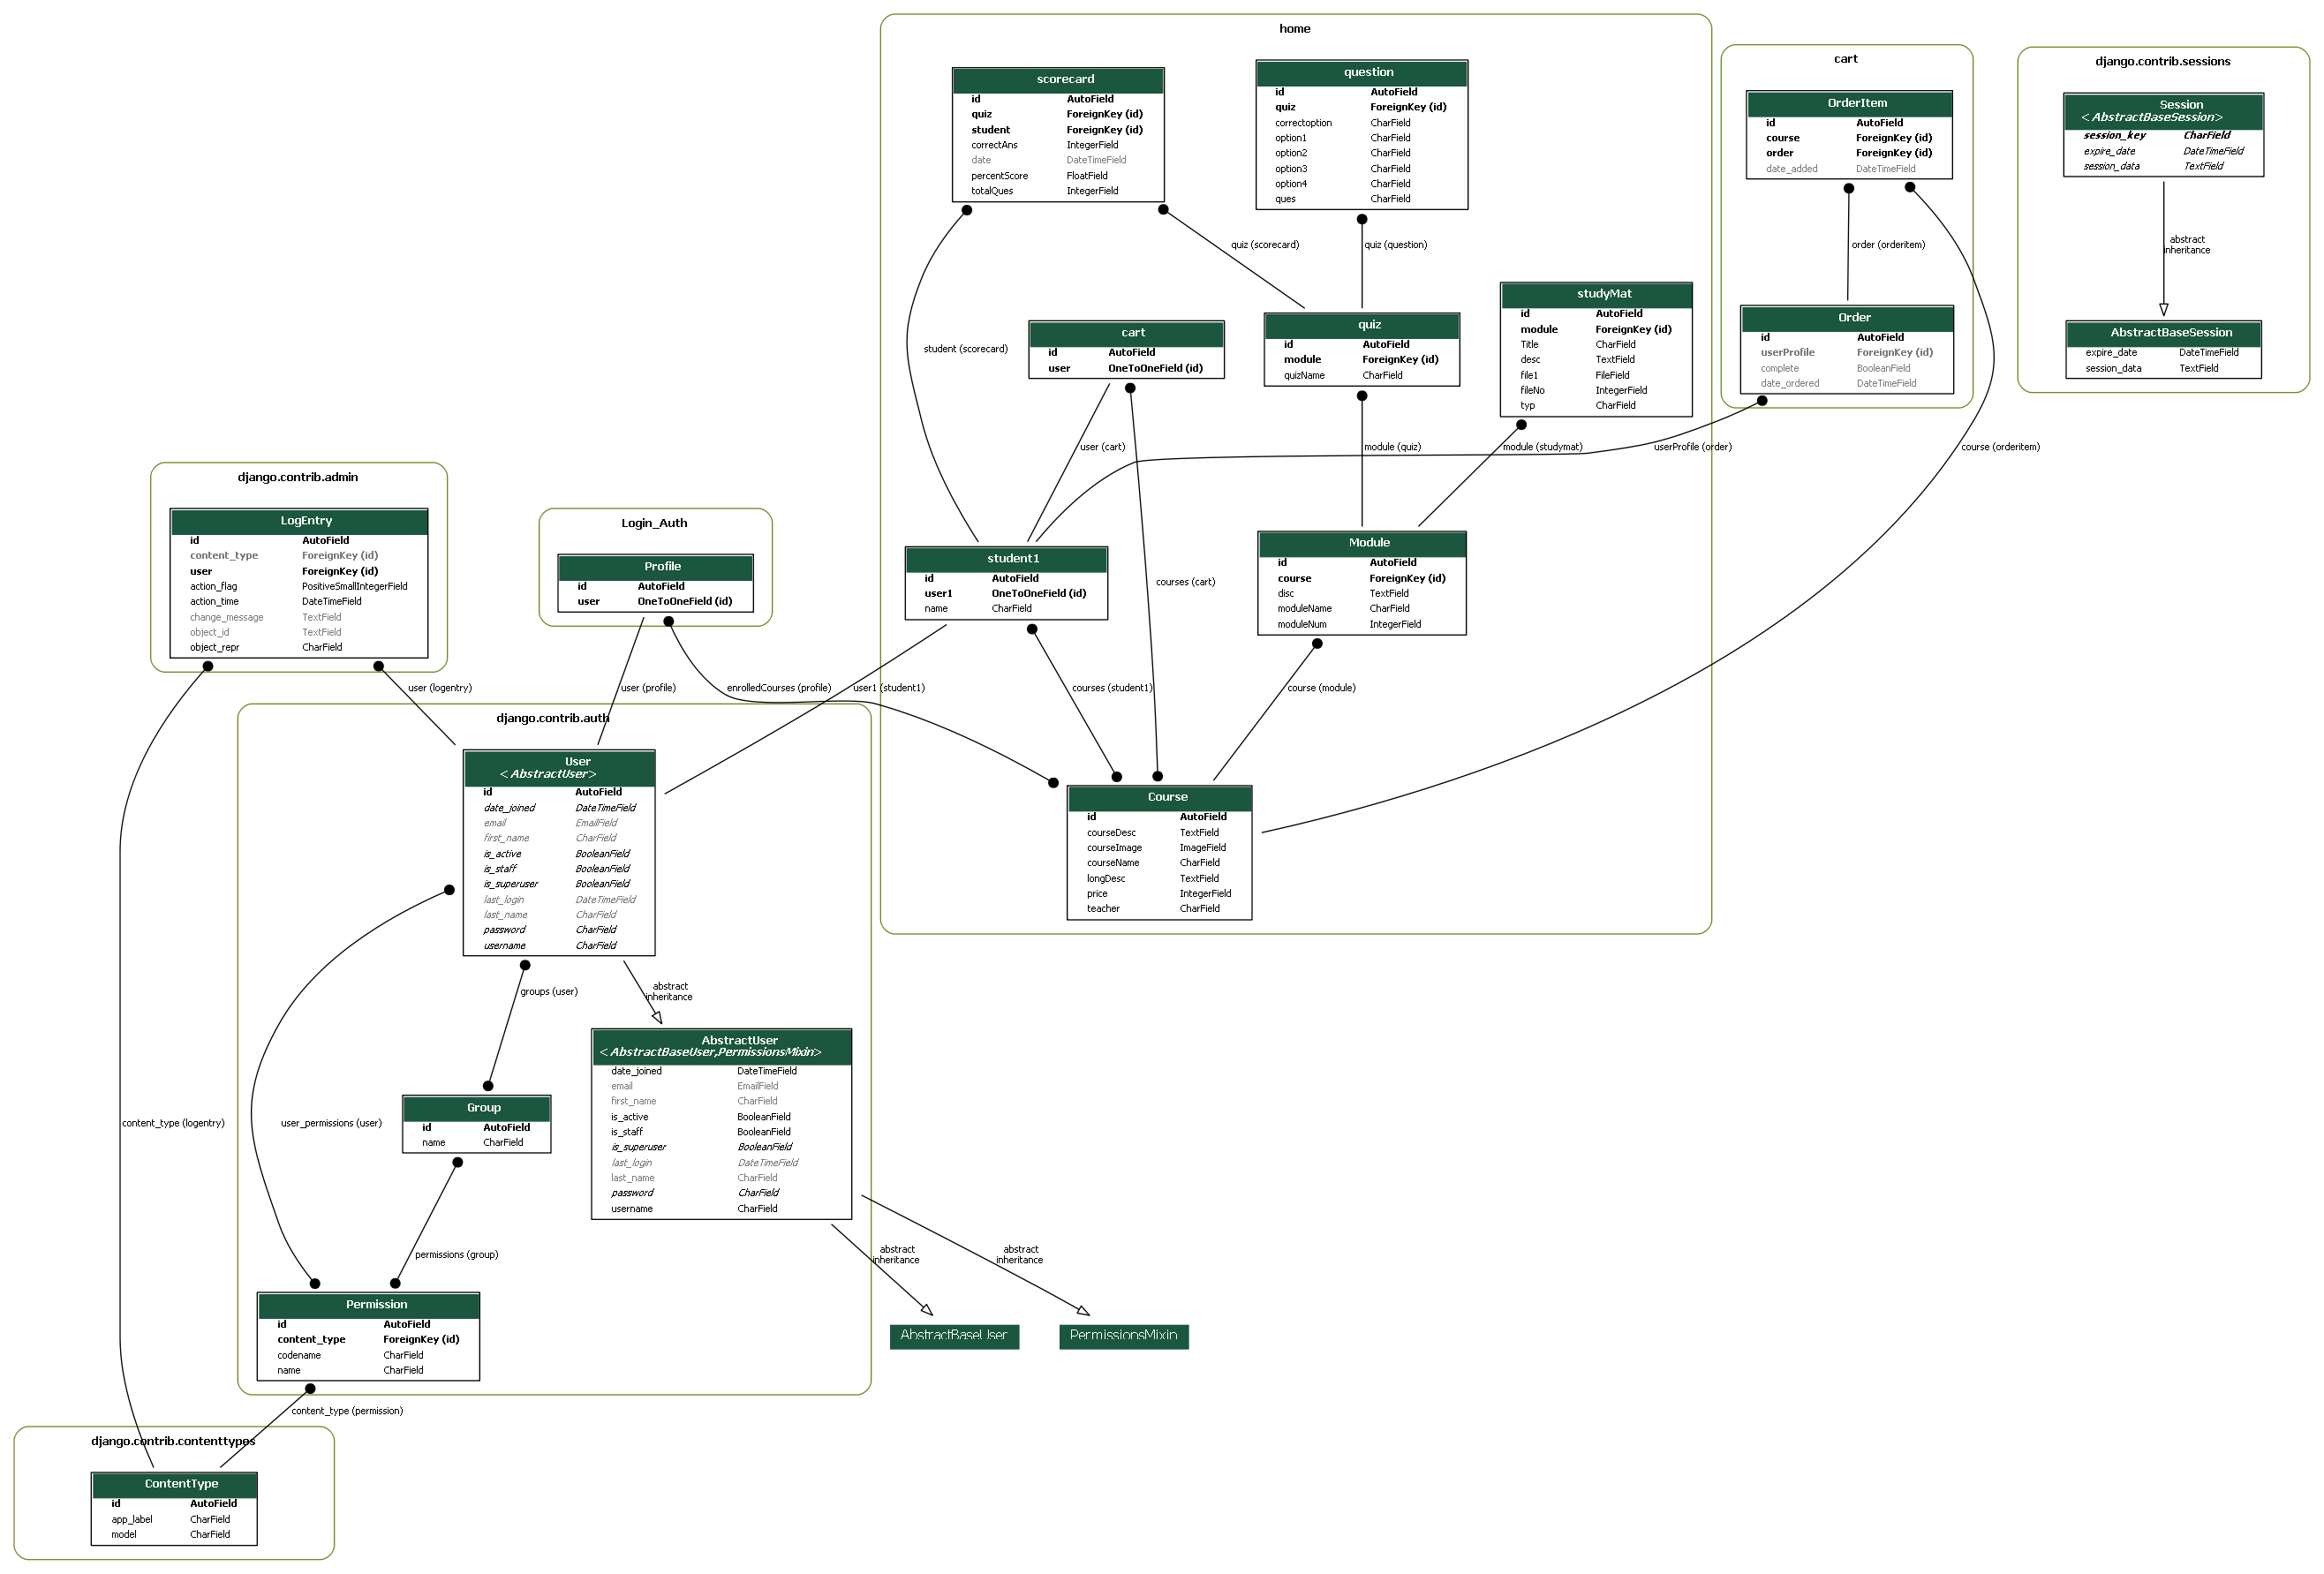 home
scorecard
id AutoField
quiz ForeignKey (id)
student ForeignKey (id)
correctAns IntegerField
date DateTimeField
percentScore FloatField
totalQues IntegerField
question
id AutoField
quiz ForeignKey (id)
correctoption CharField
option1 CharField
option2 CharField
option3 CharField
option4 CharField
ques CharField
cart
OrderItem
id AutoField
course ForeignKey (id)
order ForeignKey (id)
date_added DateTimeField
django.contrib.sessions
Session
<AbstractBaseSession>
session_key CharField
expire_date DateTimeField
session_data TextField
quiz (scorecard)
quiz (question)
order (orderitem)
abstract
inheritance
student (scorecard)
cart
id AutoField
user OneToOneField (id)
quiz
id AutoField
module ForeignKey (id)
quizName CharField
studyMat
id AutoField
module ForeignKey (id)
Title CharField
desc TextField
file1 FileField
fileNo IntegerField
typ CharField
Order
id AutoField
userProfile ForeignKey (id)
complete BooleanField
date_ordered DateTimeField
AbstractBaseSession
expire_date DateTimeField
session_data TextField
user (cart)
module (quiz)
module (studymat)
userProfile (order)
course (orderitem)
django.contrib.admin
LogEntry
id AutoField
content_type ForeignKey (id)
user ForeignKey (id)
action_flag PositiveSmallIntegerField
action_time DateTimeField
change_message TextField
object_id TextField
object_repr CharField
Login_Auth
Profile
id AutoField
user OneToOneField (id)
student1
id AutoField
user1 OneToOneField (id)
name CharField
courses (cart)
Module
id AutoField
course ForeignKey (id)
disc TextField
moduleName CharField
moduleNum IntegerField
user (logentry)
user (profile)
enrolledCourses (profile)
user1 (student1)
courses (student1)
course (module)
django.contrib.auth
User
<AbstractUser>
id AutoField
date_joined DateTimeField
email EmailField
first_name CharField
is_active BooleanField
is_staff BooleanField
is_superuser BooleanField
last_login DateTimeField
last_name CharField
password CharField
username CharField
Course
id AutoField
courseDesc TextField
courseImage ImageField
courseName CharField
longDesc TextField
price IntegerField
teacher CharField
groups (user)
abstract
inheritance
AbstractUser
<AbstractBaseUser,PermissionsMixin>
date_joined DateTimeField
email EmailField
first_name CharField
is_active BooleanField
is_staff BooleanField
is_superuser BooleanField
last_login DateTimeField
last_name CharField
password CharField
username CharField
Group
id AutoField
name CharField
content_type (logentry)
user_permissions (user)
permissions (group)
abstract
inheritance
abstract
inheritance
Permission
id AutoField
content_type ForeignKey (id)
codename CharField
name CharField
AbstractBaseUser
PermissionsMixin
content_type (permission)
django.contrib.contenttypes
ContentType
id AutoField
app_label CharField
model CharField